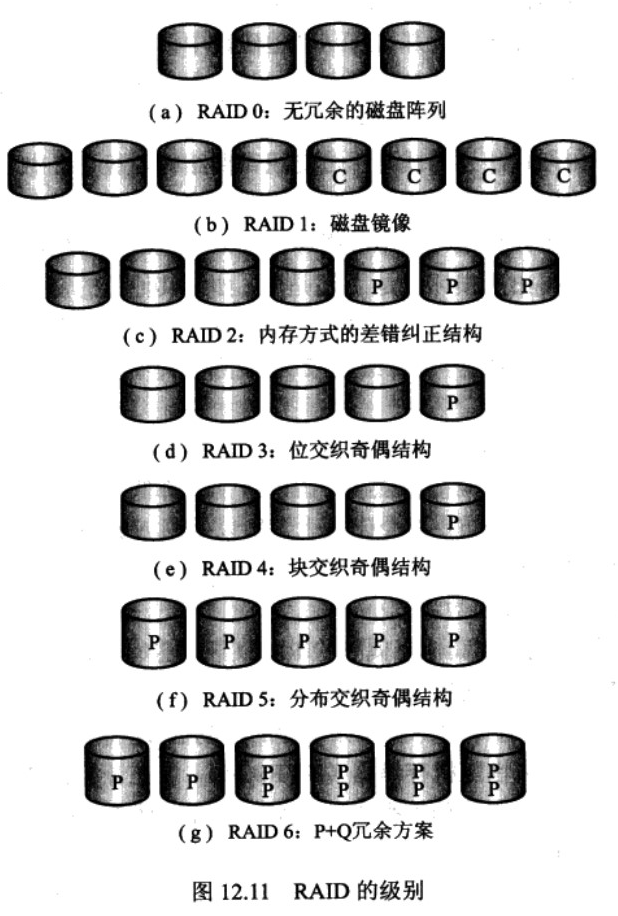 (a) RAID 0：无冗余的磁盘阵列
C C C C
(b) RAID 1：磁盘镜像
P P P
(c) RAID 2：内存方式的差错纠正结构
P
(d) RAID 3：位交织奇偶结构
P
(e) RAID 4：块交织奇偶结构
P P P P P
(f) RAID 5：分布交织奇偶结构
P P P P P P
P P P P
(g) RAID 6：P+Q冗余方案
图 12.11 RAID 的级别